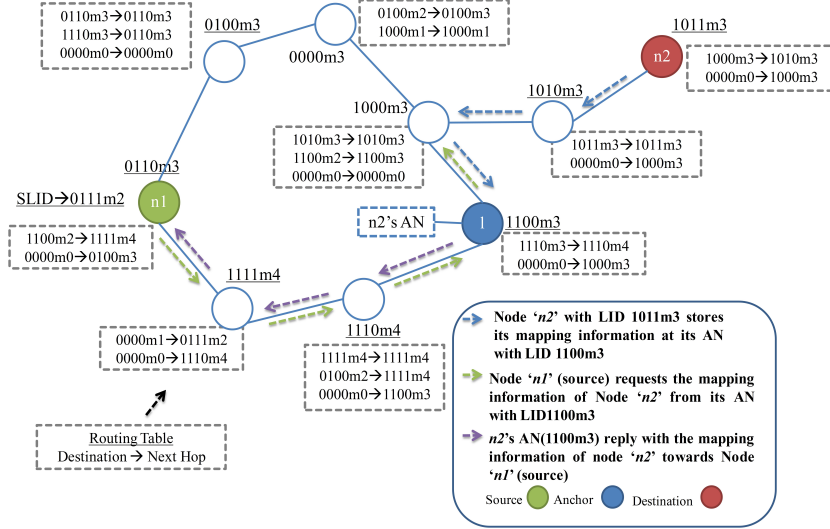 0110m3→0110m3
1110m3→0110m3
0000m0→0000m0
0100m3
0000m3
0100m2→0100m3
1000m1→1000m1
1011m3
n2
1000m3→1010m3
0000m0→1000m3
1010m3
1000m3
1010m3→1010m3
1100m2→1100m3
0000m0→0000m0
1011m3→1011m3
0000m0→1000m3
0110m3
SLID→0111m2
n1
1100m2→1111m4
0000m0→0100m3
n2's AN
1
1100m3
1110m3→1110m4
0000m0→1000m3
1111m4
0000m1→0111m2
0000m0→1110m4
1110m4
1111m4→1111m4
0100m2→1111m4
0000m0→1100m3
Routing Table
Destination → Next Hop
Node ‘n2’ with LID 1011m3 stores
its mapping information at its AN
with LID 1100m3
Node ‘n1’ (source) requests the mapping
information of Node ‘n2’ from its AN
with LID1100m3
n2’s AN(1100m3) reply with the mapping
information of node ‘n2’ towards Node
‘n1’ (source)
Source Anchor Destination